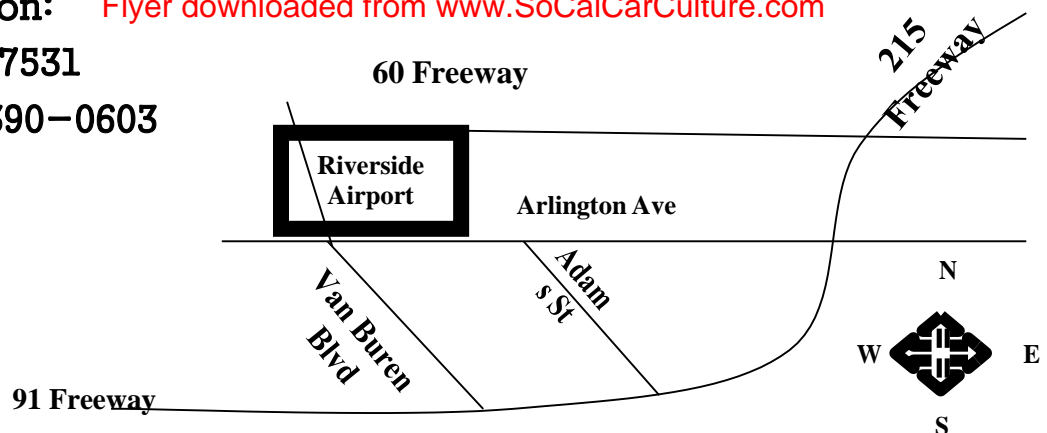 Flyer downloaded from www.SoCalCarCulture.com
7531
0603
60 Freeway
215
Freeway
Riverside
Airport
Arlington Ave
Adam
s St
Van Buren
Blvd
91 Freeway
N
W
E
S